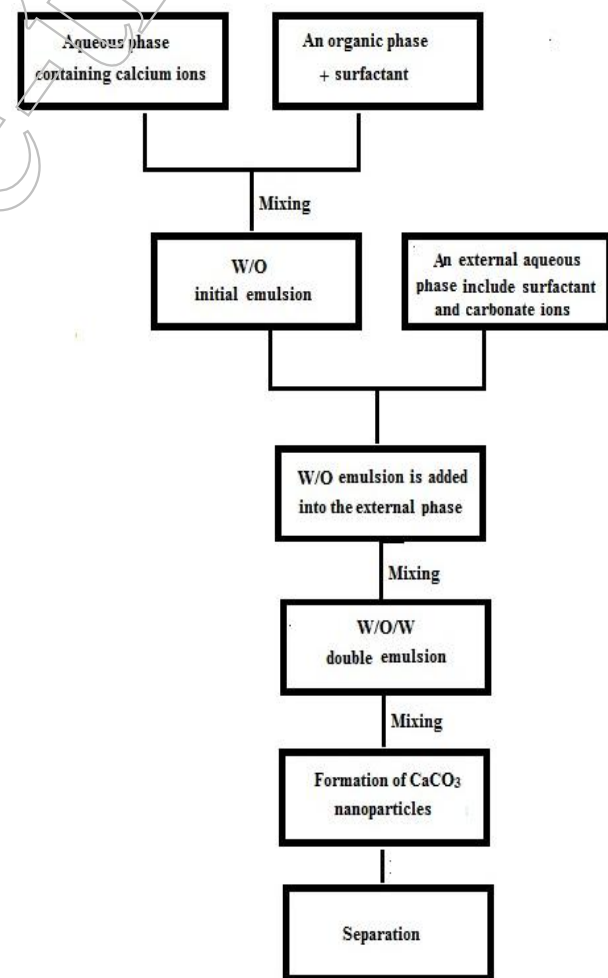 Aqueous phase
containing calcium ions
An organic phase
+ surfactant
Mixing
W/O
initial emulsion
An external aqueous
phase include surfactant
and carbonate ions
W/O emulsion is added
into the external phase
Mixing
W/O/W
double emulsion
Mixing
Formation of CaCO₃
nanoparticles
Separation